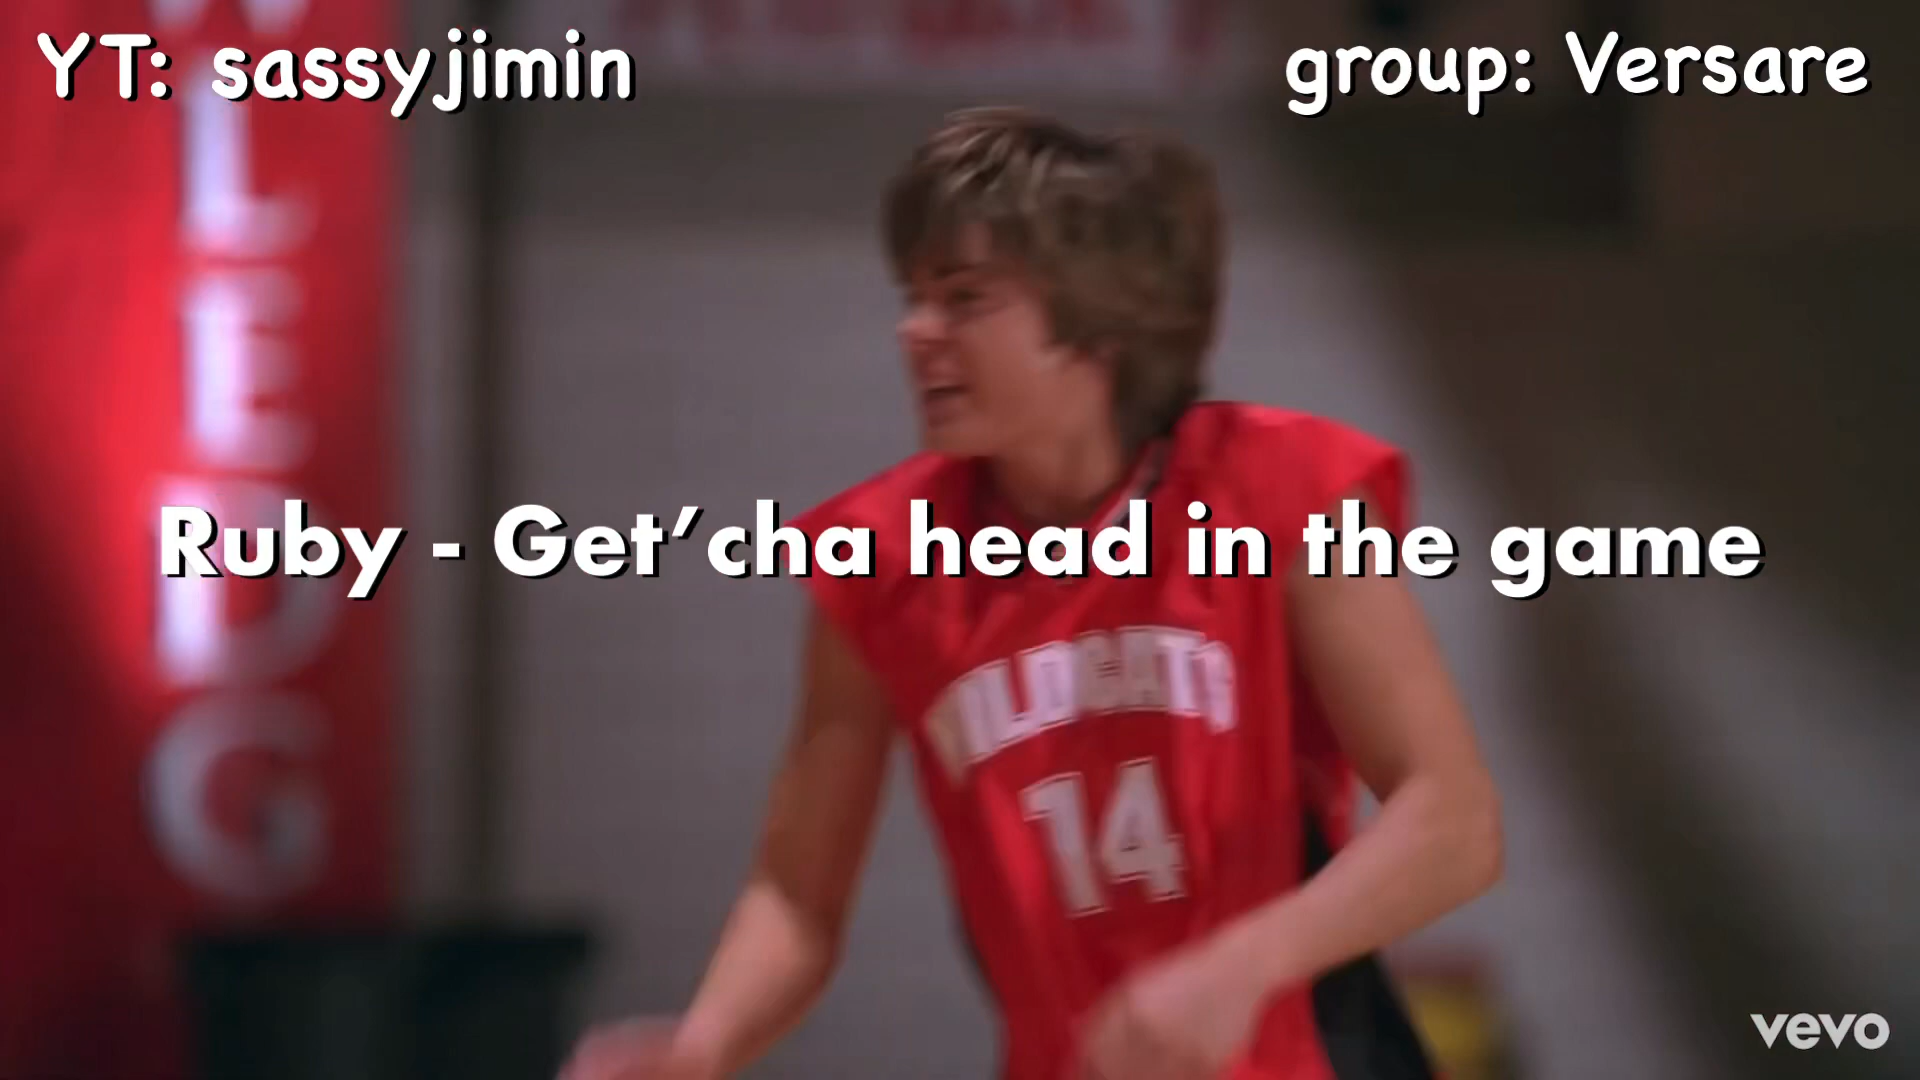 YT: sassyjimin
group: Versare
Ruby - Get’cha head in the game
WILDCATS
14
L
E
D
G
vevo